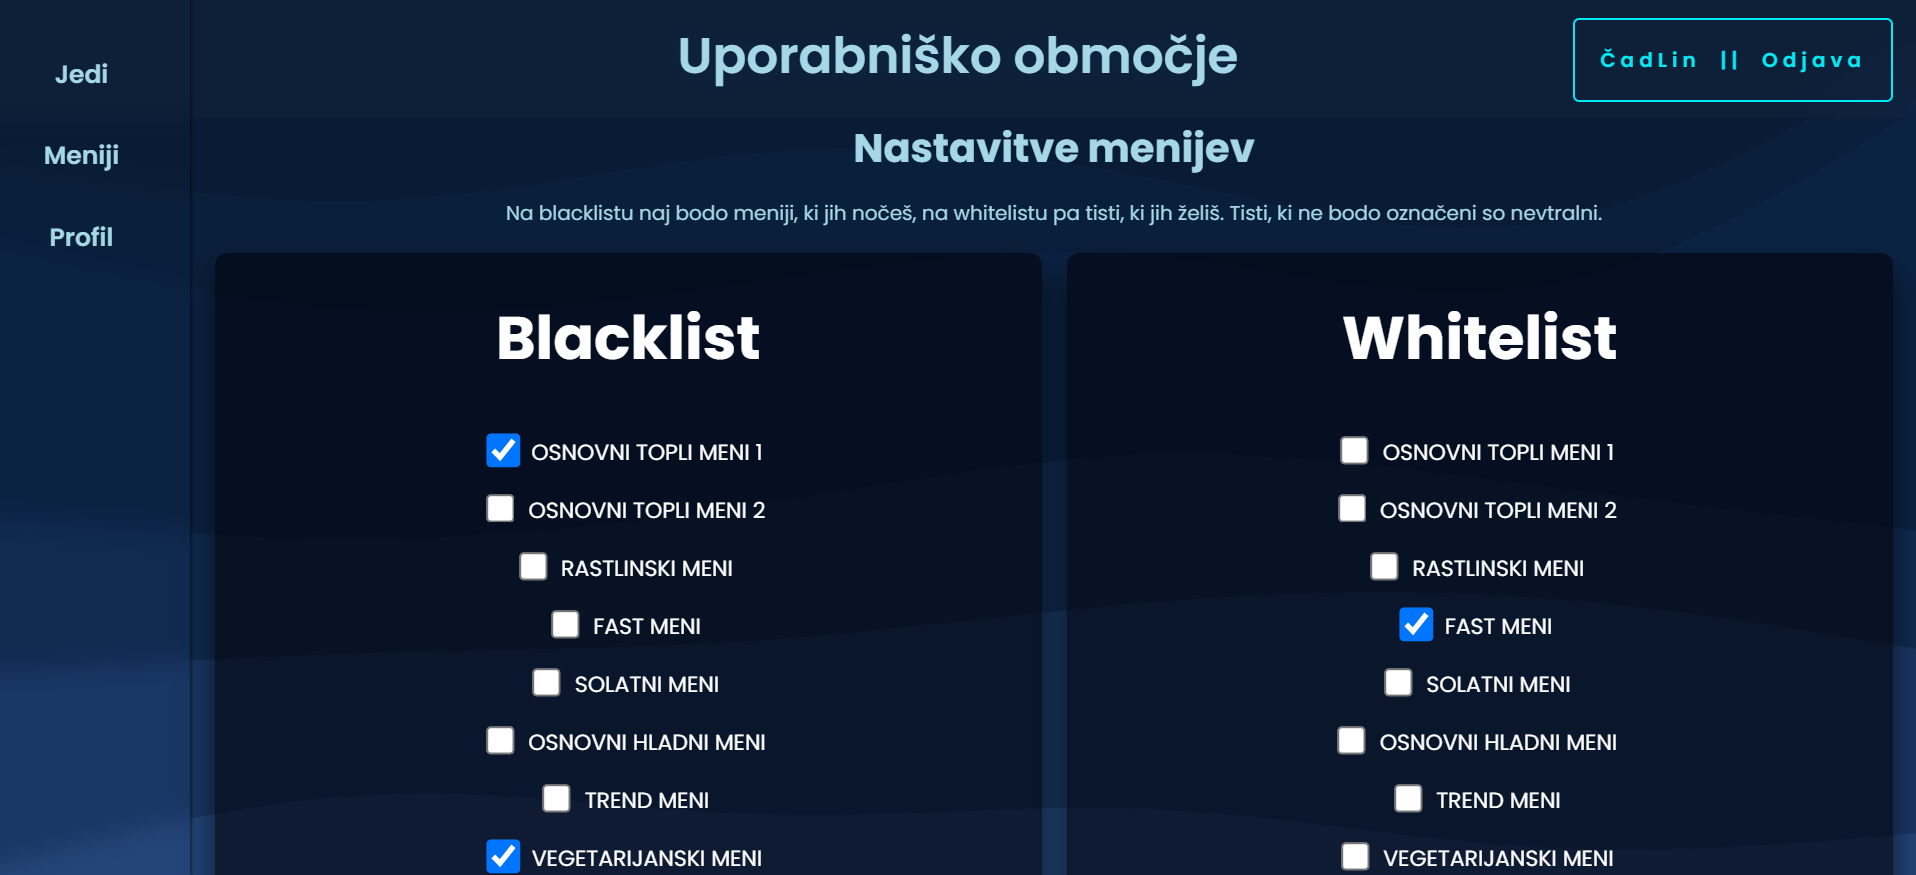 Jedi
Meniji
Profil
Uporabniško območje
ČadLin || Odjava
Nastavitve menijev
Na blacklistu naj bodo meniji, ki jih nočeš, na whitelistu pa tisti, ki jih želiš. Tisti, ki ne bodo označeni so nevtralni.
Blacklist
OSNOVNI TOPLI MENI 1
OSNOVNI TOPLI MENI 2
RASTLINSKI MENI
FAST MENI
SOLATNI MENI
OSNOVNI HLADNI MENI
TREND MENI
VEGETARIJANSKI MENI
Whitelist
OSNOVNI TOPLI MENI 1
OSNOVNI TOPLI MENI 2
RASTLINSKI MENI
FAST MENI
SOLATNI MENI
OSNOVNI HLADNI MENI
TREND MENI
VEGETARIJANSKI MENI